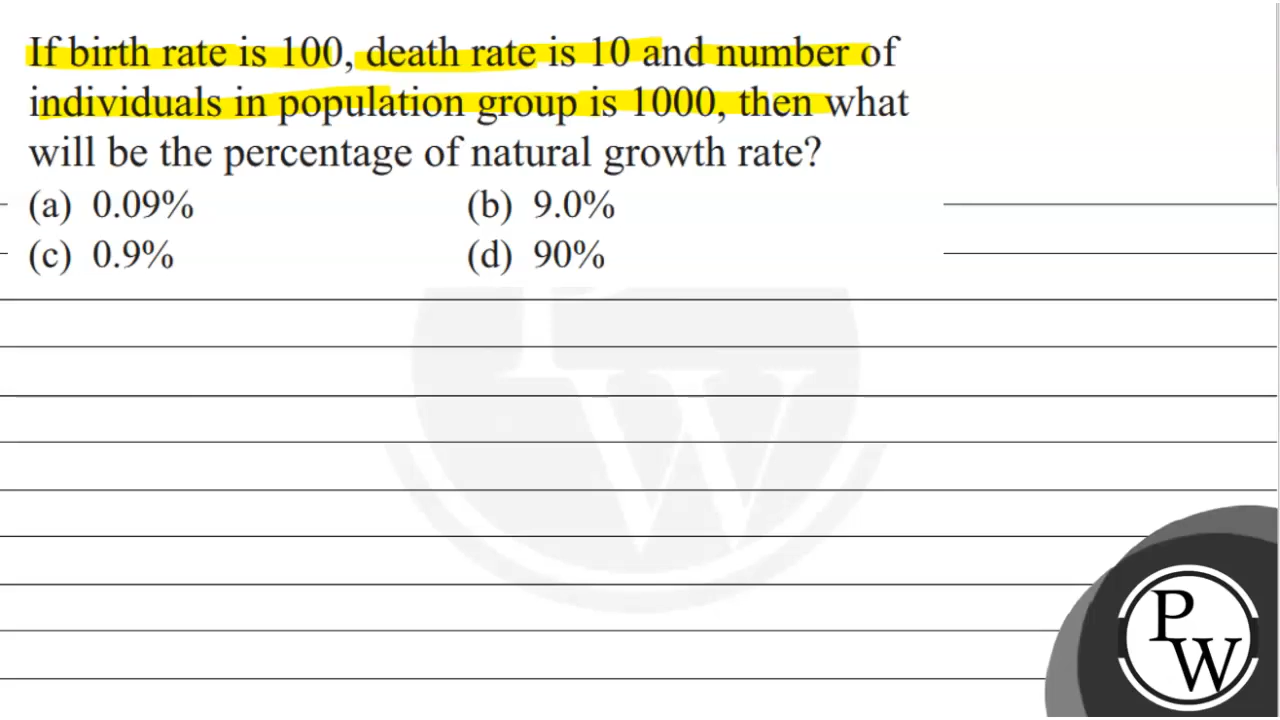 If birth rate is 100, death rate is 10 and number of
individuals in population group is 1000, then what
will be the percentage of natural growth rate?
(a) 0.09% (b) 9.0%
(c) 0.9% (d) 90%
P
W